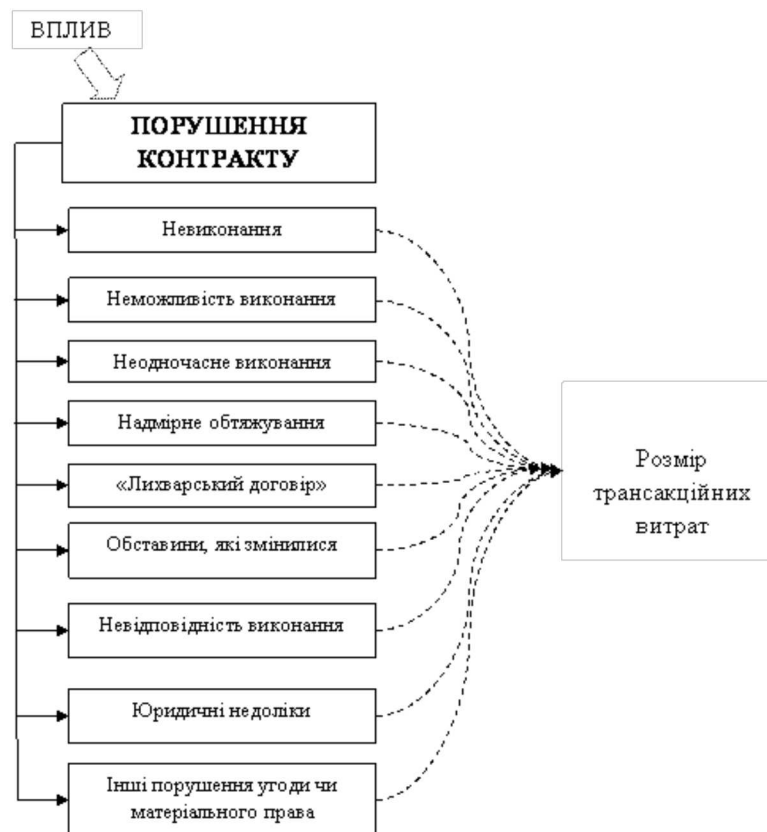 ВПЛИВ
ПОРУШЕННЯ
КОНТРАКТУ
Невиконання
Неможливість виконання
Неодночасне виконання
Надмірне обтяжування
«Лихварський договір»
Обставини, які змінилися
Невідповідність виконання
Юридичні недоліки
Інші порушення угоди чи
матеріального права
Розмір
трансакційних
витрат